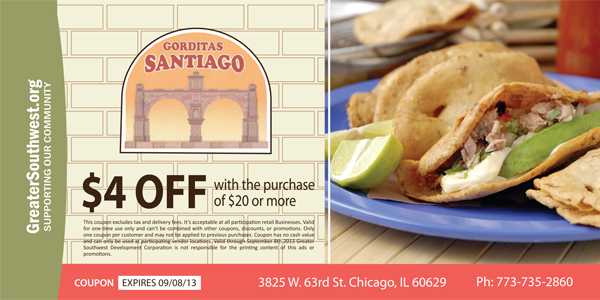 GreaterSouthwest.org
SUPPORTING OUR COMMUNITY
GORDITAS
SANTIAGO
$4 OFF with the purchase
of $20 or more
This coupon excludes tax and delivery fees. It's acceptable at all participation retail Businesses. Valid
for one-time use only and can't be combined with other coupons, discounts, or promotions. Only
one coupon per customer and may not be applied to previous purchases. Coupon has no cash value
and can only be used at participating vendor locations. Valid through September 8th 2013 Greater
Southwest Development Corporation is not responsible for the printing content of this ads or
promotions.
COUPON EXPIRES 09/08/13 3825 W. 63rd St. Chicago, IL 60629 Ph: 773-735-2860